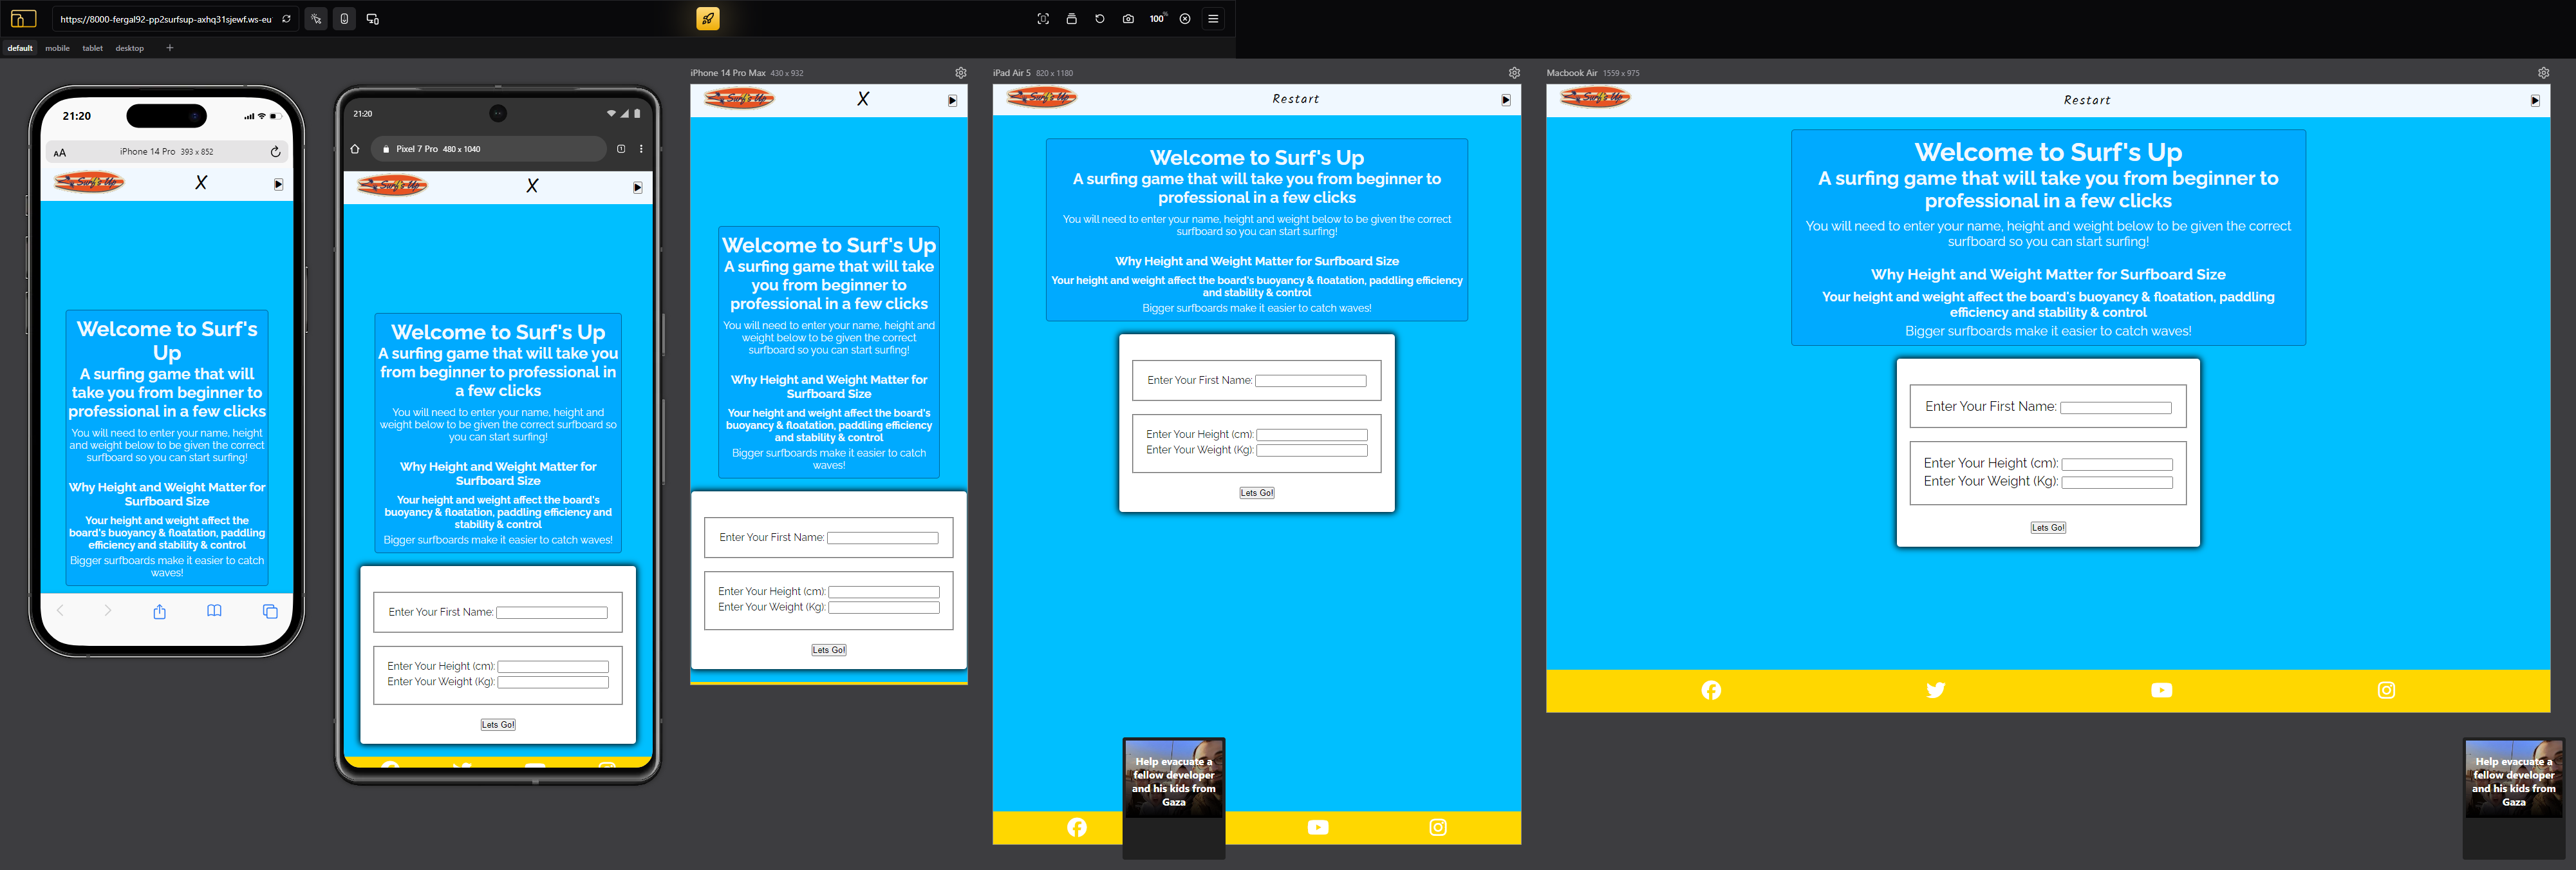 https://8000-fergal92-pp2surfsup-axhq31sjewf.ws-eu
100%
default mobile tablet desktop +
21:20
AA iPhone 14 Pro 393 x 852
Surf's Up X
Welcome to Surf's
Up
A surfing game that will
take you from beginner to
professional in a few clicks
You will need to enter your name, height
and weight below to be given the correct
surfboard so you can start surfing!
Why Height and Weight Matter for
Surfboard Size
Your height and weight affect the
board's buoyancy & floatation, paddling
efficiency and stability & control
Bigger surfboards make it easier to catch
waves!
21:20
Pixel 7 Pro 480 x 1040
Surf's Up X
Welcome to Surf's Up
A surfing game that will take you
from beginner to professional in
a few clicks
You will need to enter your name, height and
weight below to be given the correct surfboard so
you can start surfing!
Why Height and Weight Matter for
Surfboard Size
Your height and weight affect the board's
buoyancy & floatation, paddling efficiency and
stability & control
Bigger surfboards make it easier to catch waves!
Enter Your First Name:
Enter Your Height (cm):
Enter Your Weight (Kg):
Lets Go!
iPhone 14 Pro Max 430 x 932
Surf's Up X
Welcome to Surf's Up
A surfing game that will take
you from beginner to
professional in a few clicks
You will need to enter your name, height and
weight below to be given the correct
surfboard so you can start surfing!
Why Height and Weight Matter for
Surfboard Size
Your height and weight affect the board's
buoyancy & floatation, paddling efficiency
and stability & control
Bigger surfboards make it easier to catch
waves!
Enter Your First Name:
Enter Your Height (cm):
Enter Your Weight (Kg):
Lets Go!
iPad Air 5 820 x 1180
Surf's Up Restart
Welcome to Surf's Up
A surfing game that will take you from beginner to
professional in a few clicks
You will need to enter your name, height and weight below to be given the correct
surfboard so you can start surfing!
Why Height and Weight Matter for Surfboard Size
Your height and weight affect the board's buoyancy & floatation, paddling efficiency
and stability & control
Bigger surfboards make it easier to catch waves!
Enter Your First Name:
Enter Your Height (cm):
Enter Your Weight (Kg):
Lets Go!
Help evacuate a
fellow developer
and his kids from
Gaza
Macbook Air 1559 x 975
Surf's Up Restart
Welcome to Surf's Up
A surfing game that will take you from beginner to
professional in a few clicks
You will need to enter your name, height and weight below to be given the correct
surfboard so you can start surfing!
Why Height and Weight Matter for Surfboard Size
Your height and weight affect the board's buoyancy & floatation, paddling
efficiency and stability & control
Bigger surfboards make it easier to catch waves!
Enter Your First Name:
Enter Your Height (cm):
Enter Your Weight (Kg):
Lets Go!
Help evacuate a
fellow developer
and his kids from
Gaza